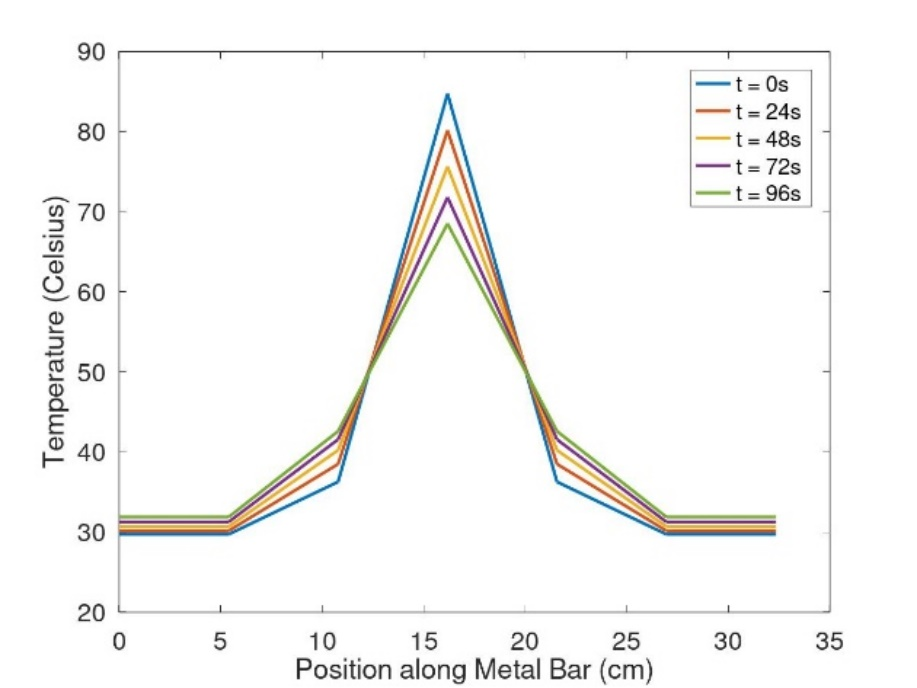 90
80
70
60
50
40
30
20
Temperature (Celsius)
t = 0s
t = 24s
t = 48s
t = 72s
t = 96s
0 5 10 15 20 25 30 35
Position along Metal Bar (cm)